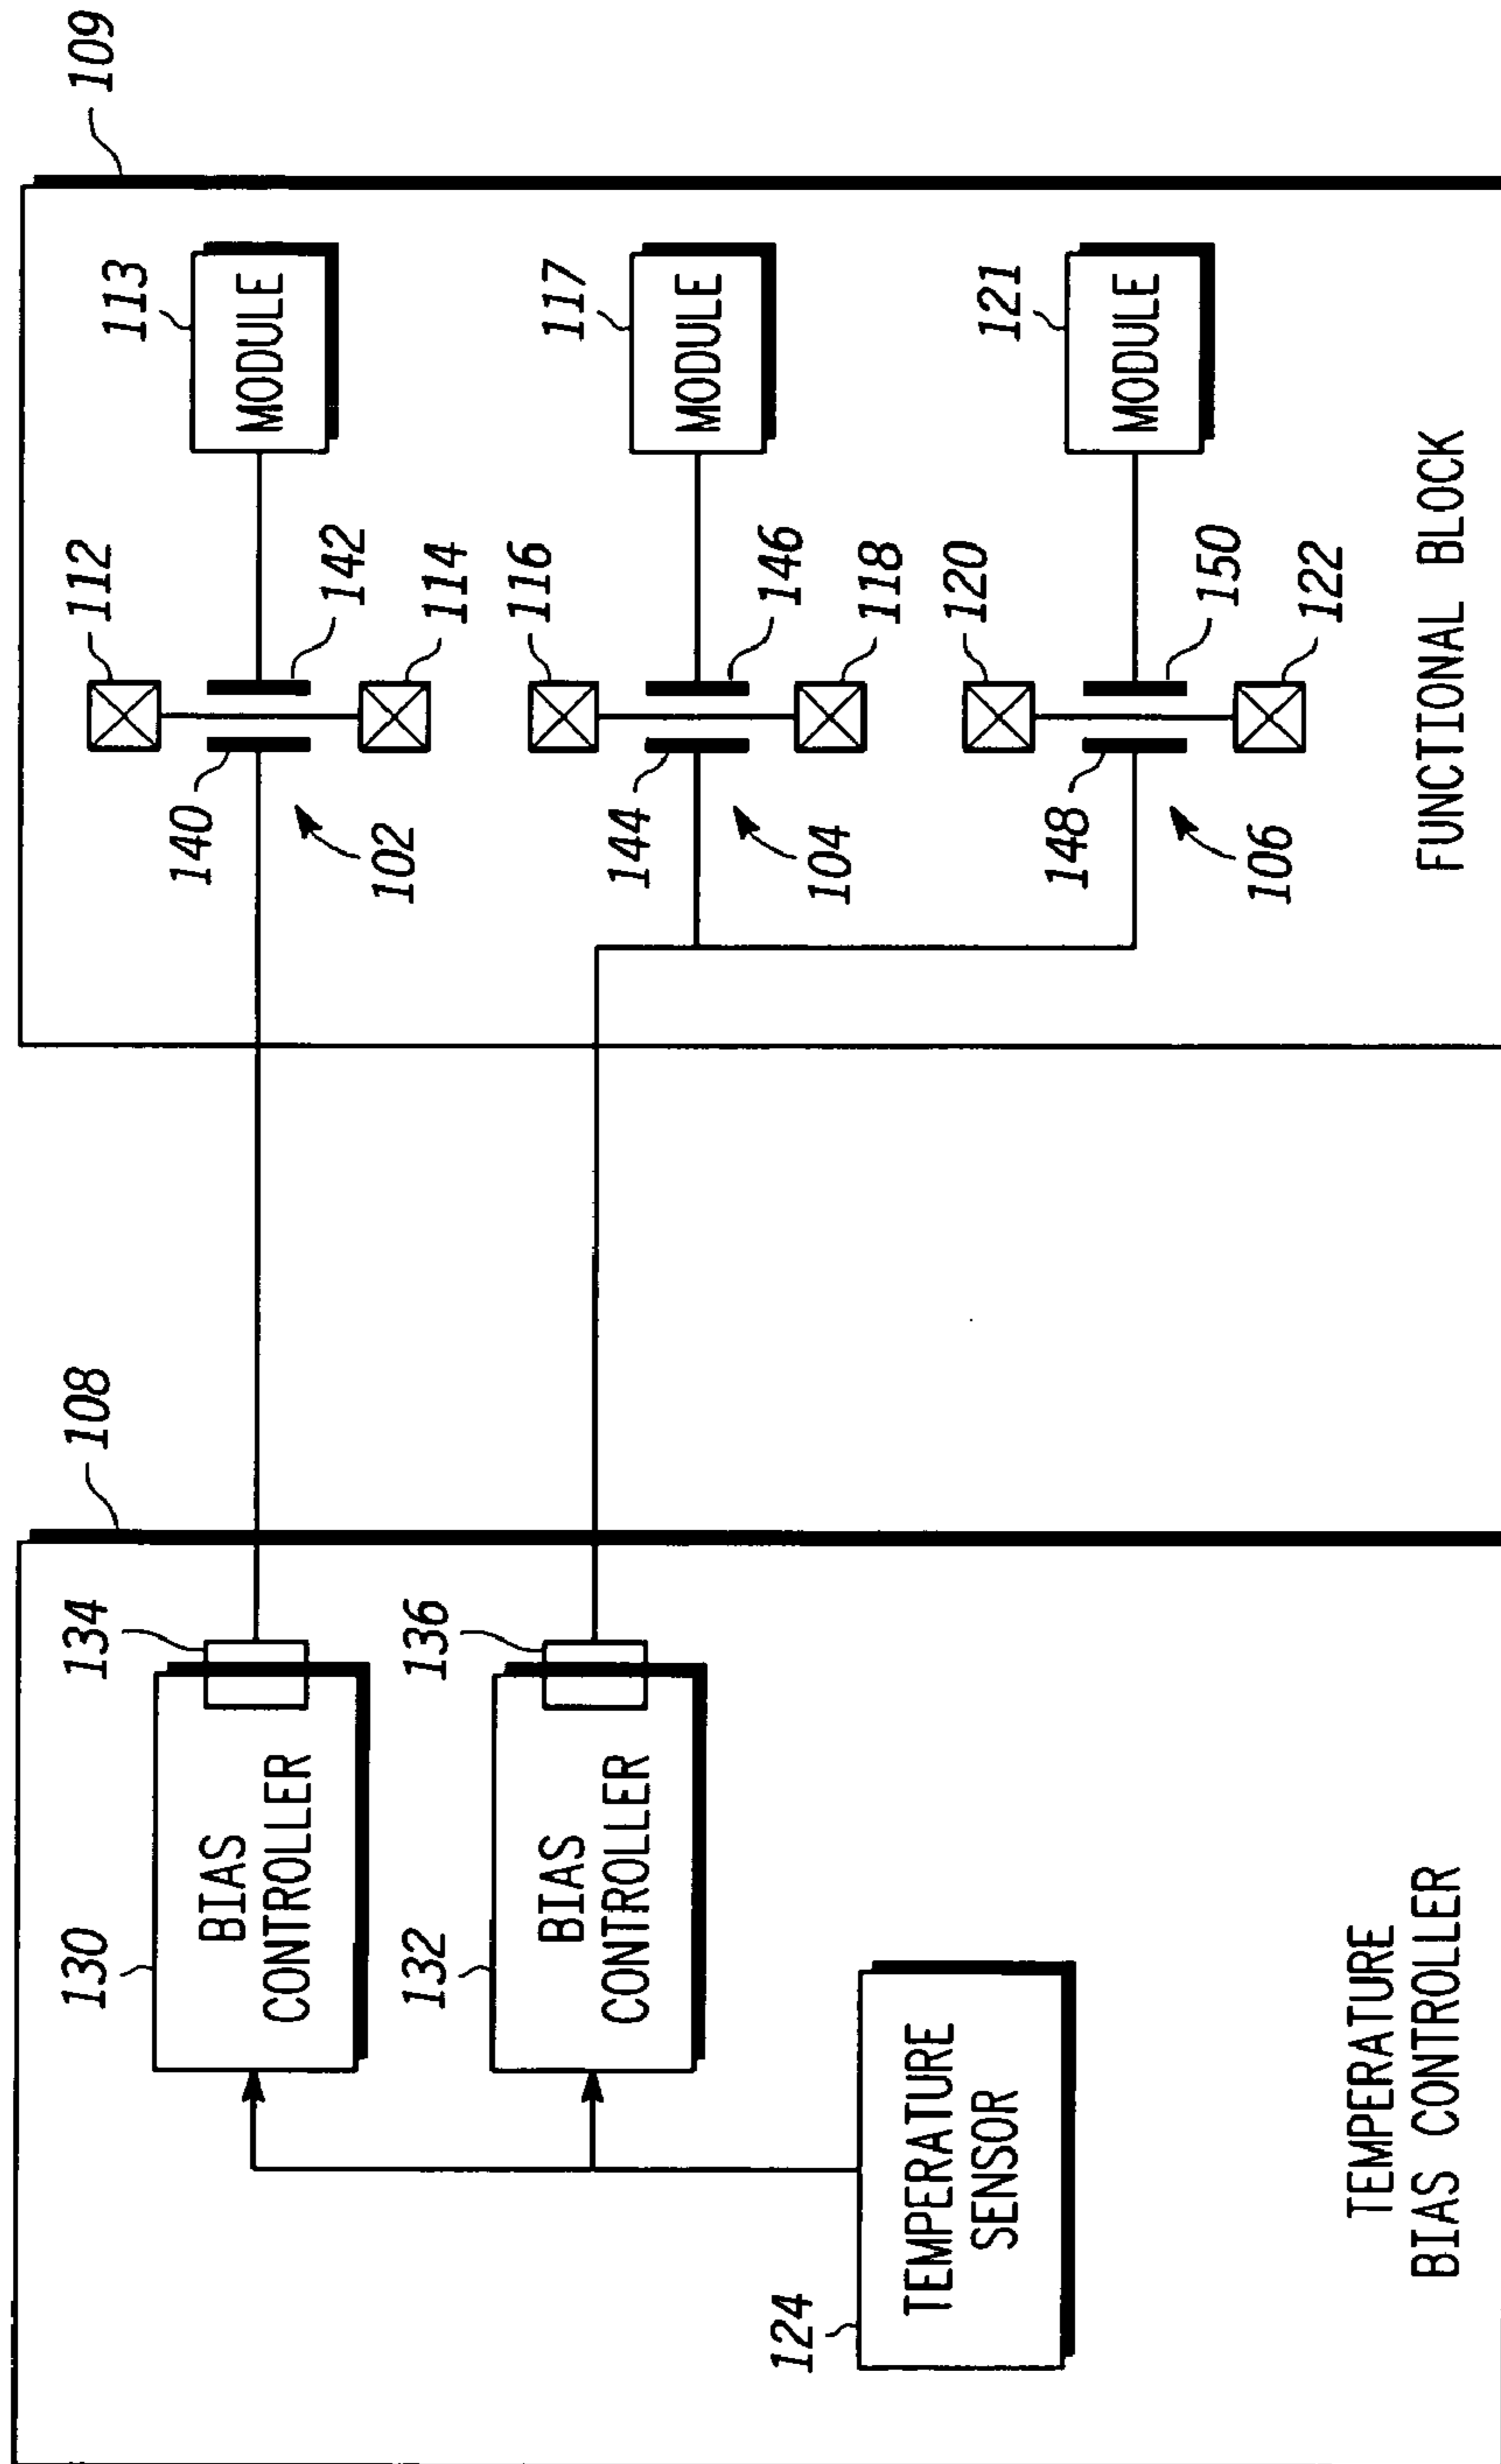 130
134
108
112
109
113
140
BIAS
CONTROLLER
MODULE
142
102
114
132
136
116
117
BIAS
CONTROLLER
144
MODULE
146
104
118
124
TEMPERATURE
SENSOR
120
121
148
MODULE
150
106
122
TEMPERATURE
BIAS CONTROLLER
FUNCTIONAL BLOCK